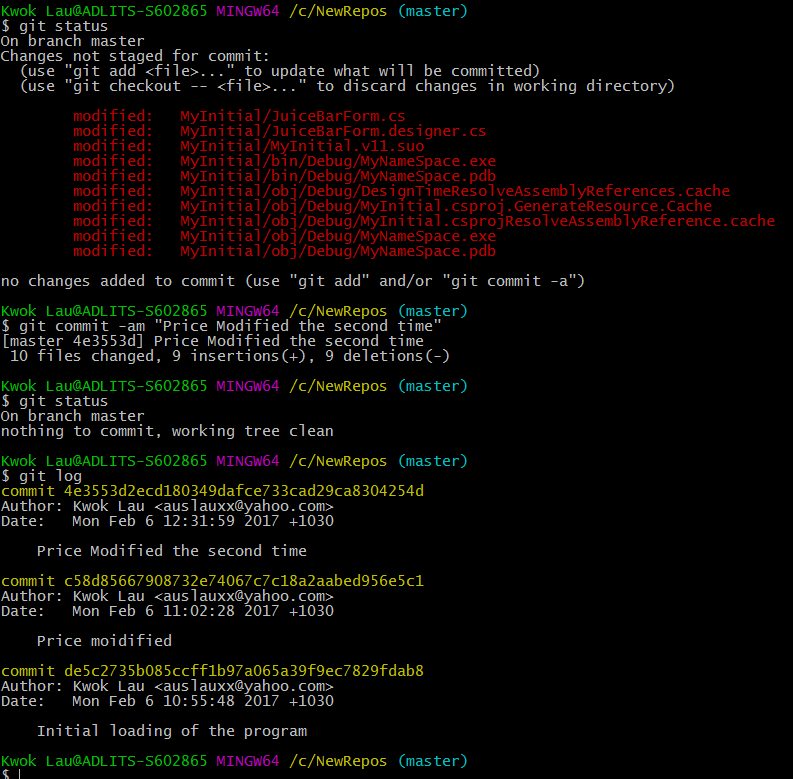 Kwok Lau@ADLITS-S602865 MINGW64 /c/NewRepos (master)
$ git status
On branch master
Changes not staged for commit:
  (use "git add <file>..." to update what will be committed)
  (use "git checkout -- <file>..." to discard changes in working directory)

        modified:   MyInitial/JuiceBarForm.cs
        modified:   MyInitial/JuiceBarForm.designer.cs
        modified:   MyInitial/MyInitial.v11.suo
        modified:   MyInitial/bin/Debug/MyNameSpace.exe
        modified:   MyInitial/bin/Debug/MyNameSpace.pdb
        modified:   MyInitial/obj/Debug/DesignTimeResolveAssemblyReferences.cache
        modified:   MyInitial/obj/Debug/MyInitial.csproj.GenerateResource.Cache
        modified:   MyInitial/obj/Debug/MyInitial.csprojResolveAssemblyReference.cache
        modified:   MyInitial/obj/Debug/MyNameSpace.exe
        modified:   MyInitial/obj/Debug/MyNameSpace.pdb

no changes added to commit (use "git add" and/or "git commit -a")

Kwok Lau@ADLITS-S602865 MINGW64 /c/NewRepos (master)
$ git commit -am "Price Modified the second time"
[master 4e3553d] Price Modified the second time
 10 files changed, 9 insertions(+), 9 deletions(-)

Kwok Lau@ADLITS-S602865 MINGW64 /c/NewRepos (master)
$ git status
On branch master
nothing to commit, working tree clean

Kwok Lau@ADLITS-S602865 MINGW64 /c/NewRepos (master)
$ git log
commit 4e3553d2ecd180349dafce733cad29ca8304254d
Author: Kwok Lau <auslauxx@yahoo.com>
Date:   Mon Feb 6 12:31:59 2017 +1030

    Price Modified the second time

commit c58d85667908732e74067c7c18a2aabed956e5c1
Author: Kwok Lau <auslauxx@yahoo.com>
Date:   Mon Feb 6 11:02:28 2017 +1030

    Price moidified

commit de5c2735b085ccff1b97a065a39f9ec7829fdab8
Author: Kwok Lau <auslauxx@yahoo.com>
Date:   Mon Feb 6 10:55:48 2017 +1030

    Initial loading of the program

Kwok Lau@ADLITS-S602865 MINGW64 /c/NewRepos (master)
$